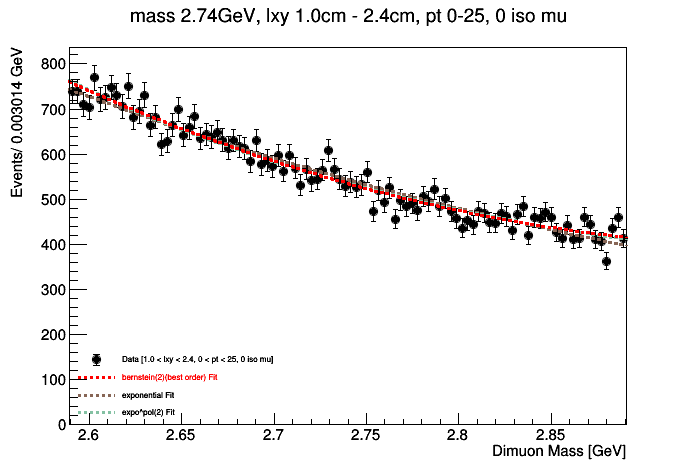 mass 2.74GeV, lxy 1.0cm - 2.4cm, pt 0-25, 0 iso mu
Events/ 0.003014 GeV
800
700
600
500
400
300
200
100
0
Data [1.0 < lxy < 2.4, 0 < pt < 25, 0 iso mu]
bernstein(2)(best order) Fit
exponential Fit
expo^pol(2) Fit
2.6 2.65 2.7 2.75 2.8 2.85
Dimuon Mass [GeV]